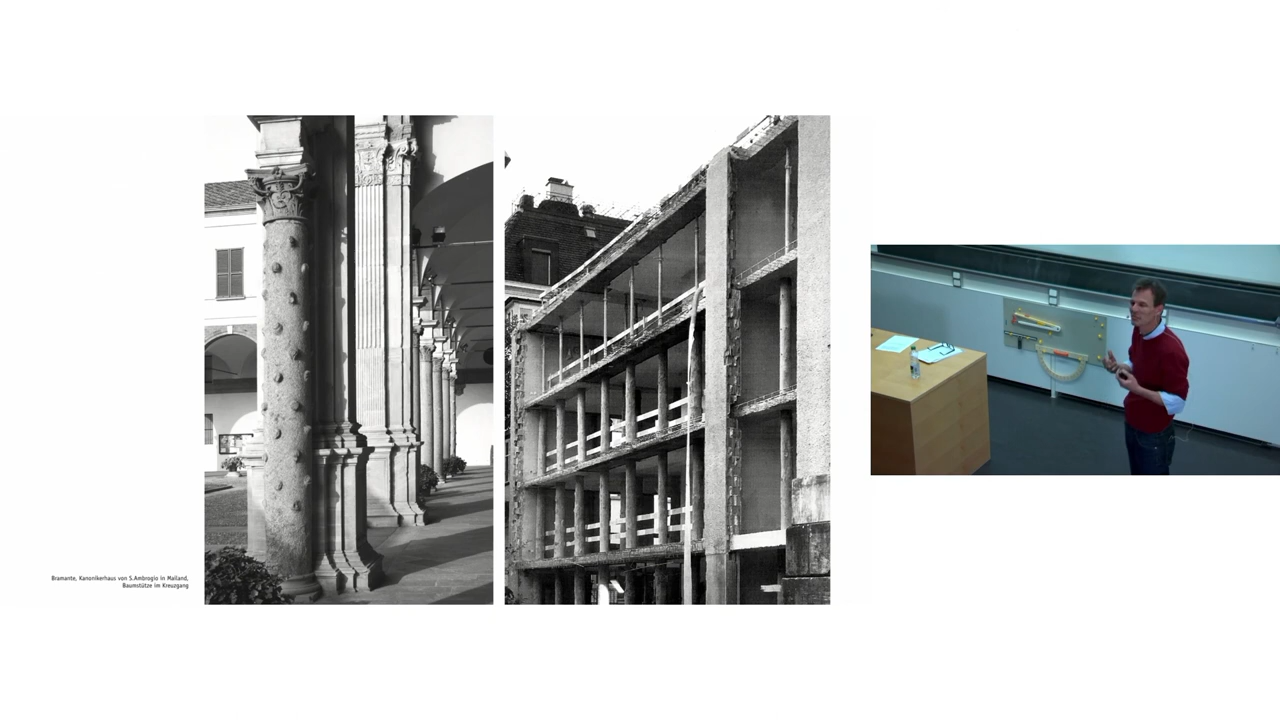 Bramante, Kanonikerhaus von S.Ambrogio in Mailand,
Baumstütze im Kreuzgang